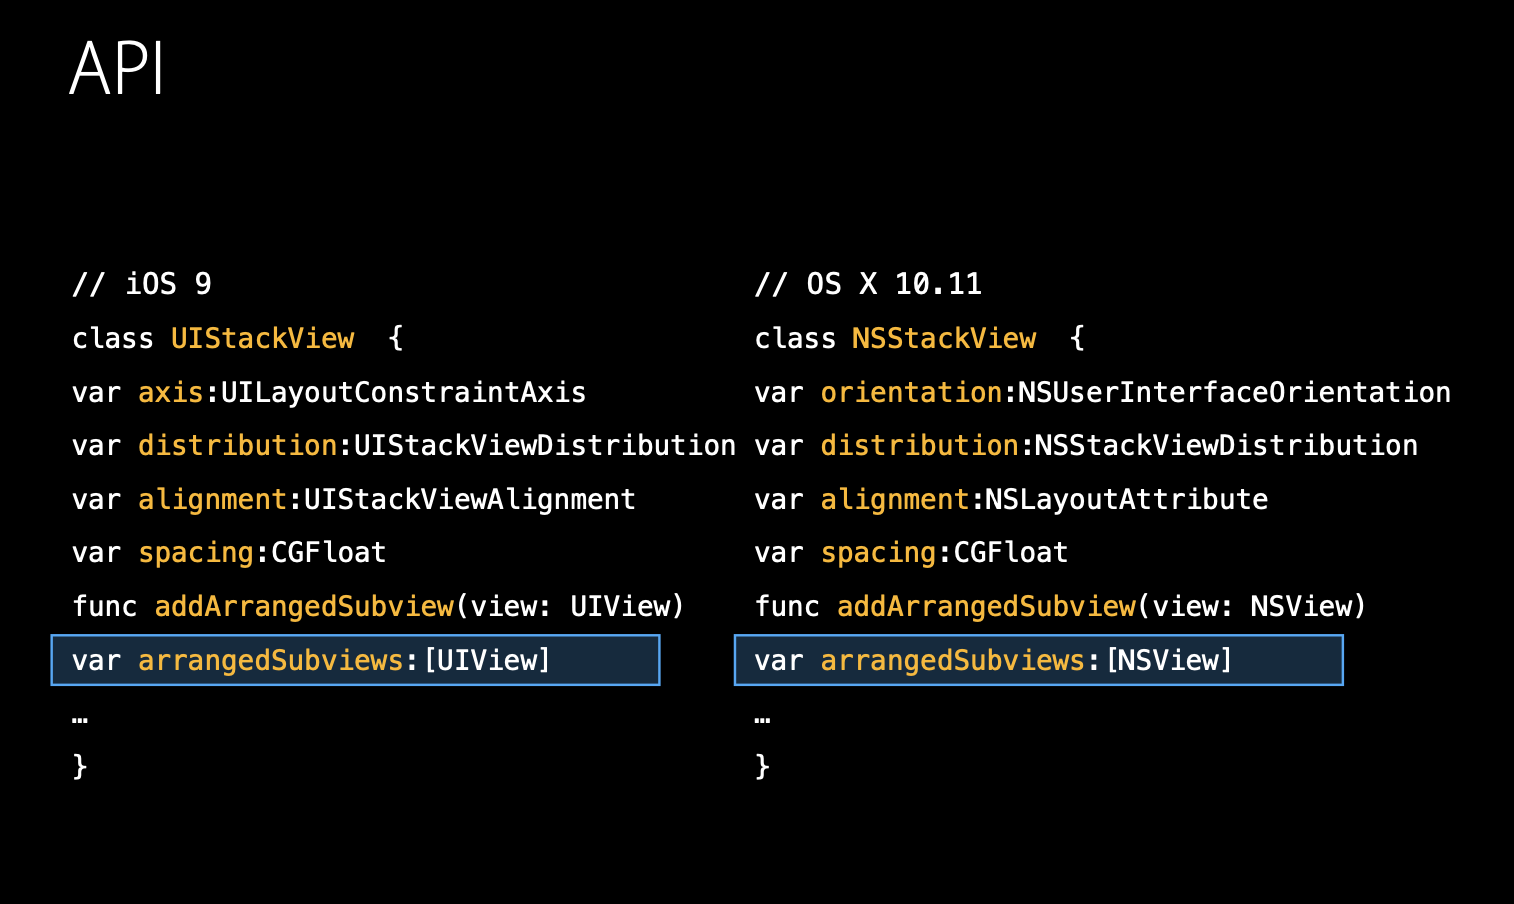 API
// iOS 9
class UIStackView  {
var axis:UILayoutConstraintAxis
var distribution:UIStackViewDistribution
var alignment:UIStackViewAlignment
var spacing:CGFloat
func addArrangedSubview(view: UIView)
var arrangedSubviews:[UIView]
…
}
// OS X 10.11
class NSStackView  {
var orientation:NSUserInterfaceOrientation
var distribution:NSStackViewDistribution
var alignment:NSLayoutAttribute
var spacing:CGFloat
func addArrangedSubview(view: NSView)
var arrangedSubviews:[NSView]
…
}